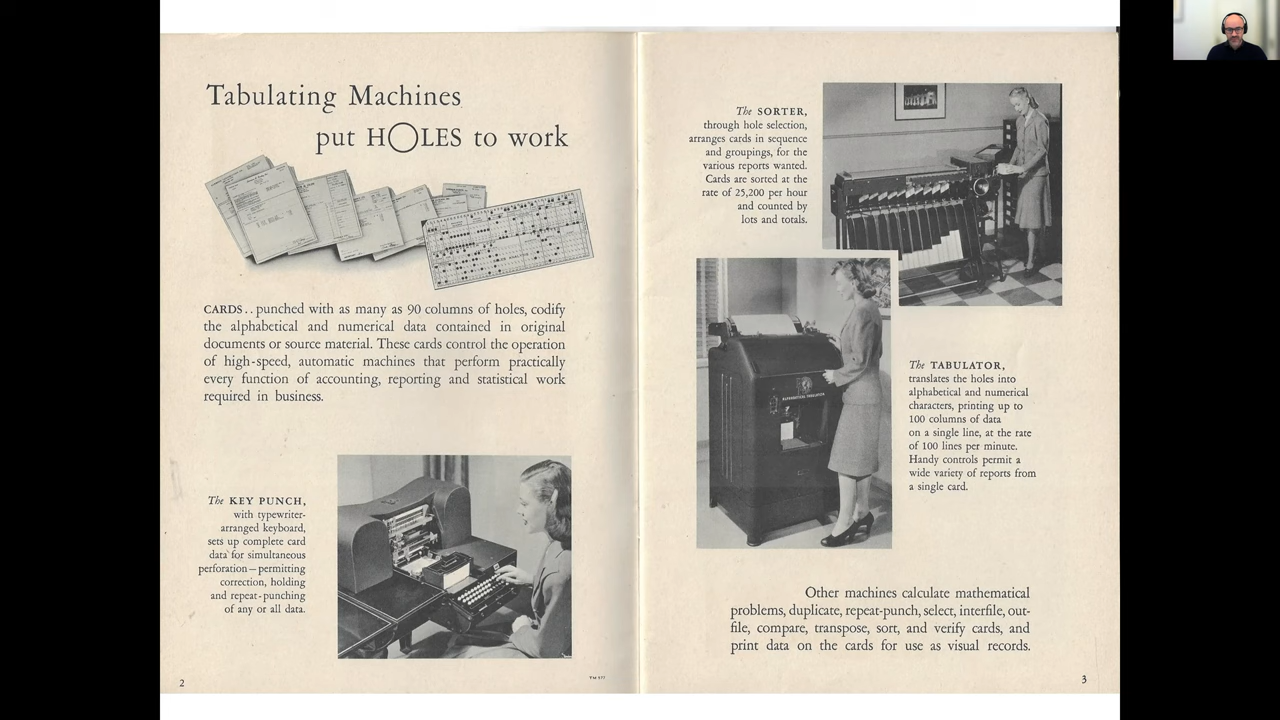 Tabulating Machines
put HOLES to work
CARDS.. punched with as many as 90 columns of holes, codify
the alphabetical and numerical data contained in original
documents or source material. These cards control the operation
of high-speed, automatic machines that perform practically
every function of accounting, reporting and statistical work
required in business.
The KEY PUNCH,
with typewriter-
arranged keyboard,
sets up complete card
data for simultaneous
perforation—permitting
correction, holding
and repeat-punching
of any or all data.
2
The SORTER,
through hole selection,
arranges cards in sequence
and groupings, for the
various reports wanted.
Cards are sorted at the
rate of 25,200 per hour
and counted by
lots and totals.
ALPHABETICAL TABULATOR
The TABULATOR,
translates the holes into
alphabetical and numerical
characters, printing up to
100 columns of data
on a single line, at the rate
of 100 lines per minute.
Handy controls permit a
wide variety of reports from
a single card.
Other machines calculate mathematical
problems, duplicate, repeat-punch, select, interfile, out-
file, compare, transpose, sort, and verify cards, and
print data on the cards for use as visual records.
3